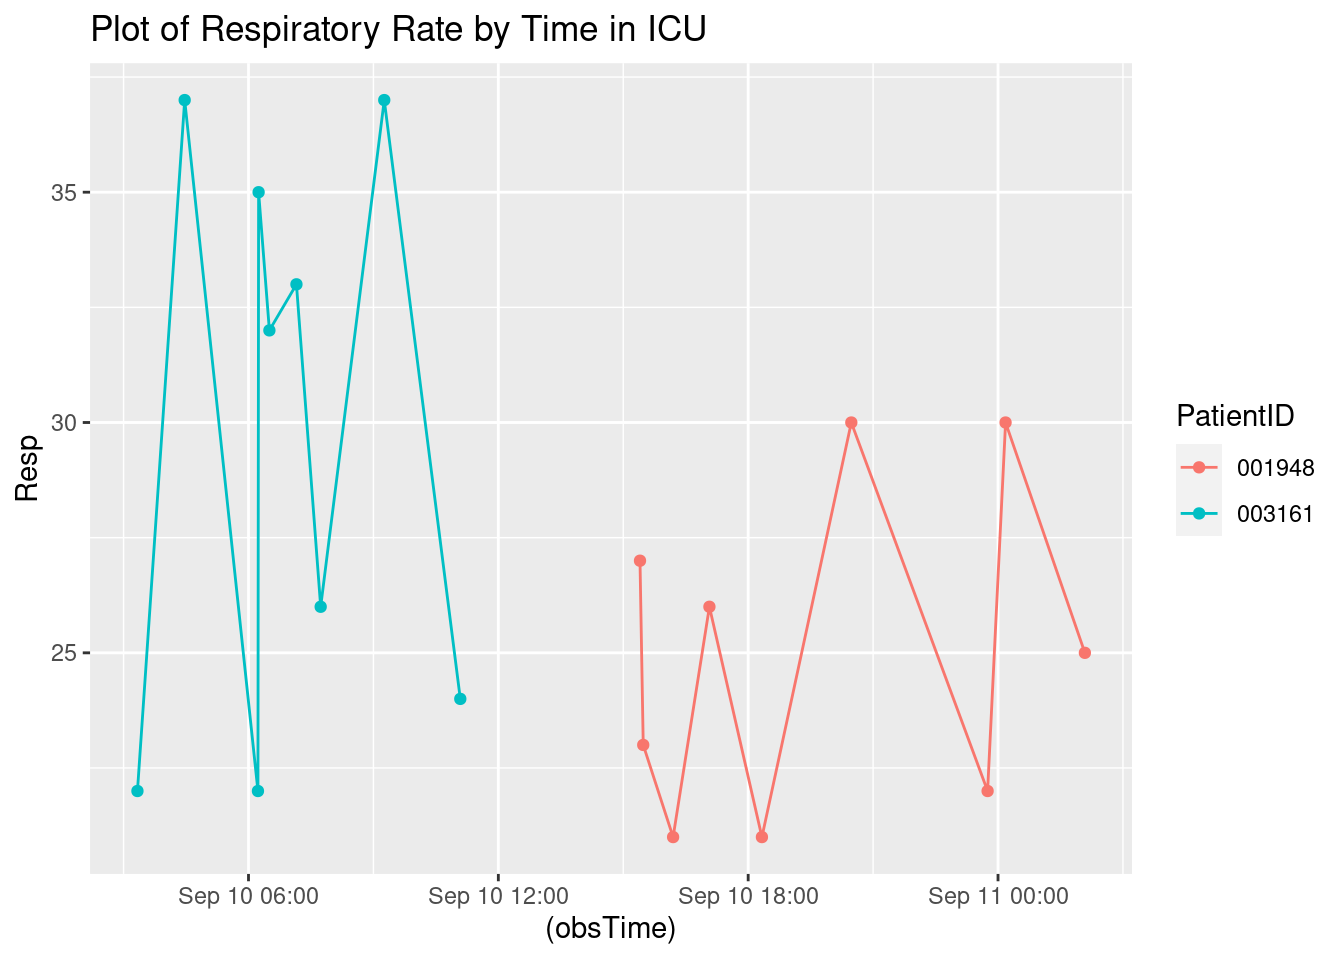 Plot of Respiratory Rate by Time in ICU
35
30
25
Resp
Sep 10 06:00
Sep 10 12:00
Sep 10 18:00
Sep 11 00:00
(obsTime)
PatientID
001948
003161